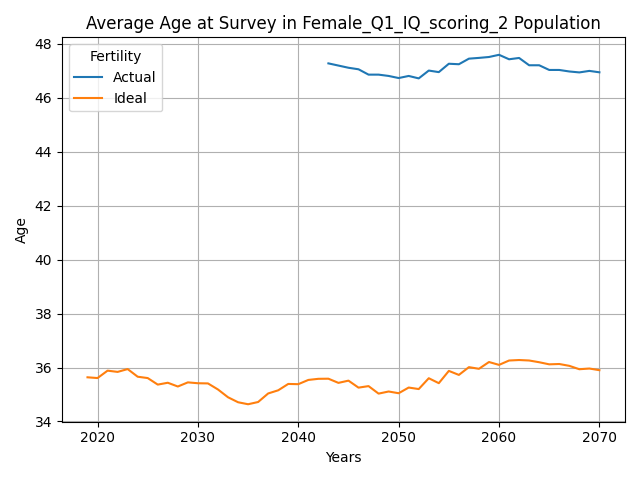 Average Age at Survey in Female_Q1_IQ_scoring_2 Population
Fertility
Actual
Ideal
Age
48
46
44
42
40
38
36
34
2020
2030
2040
2050
2060
2070
Years